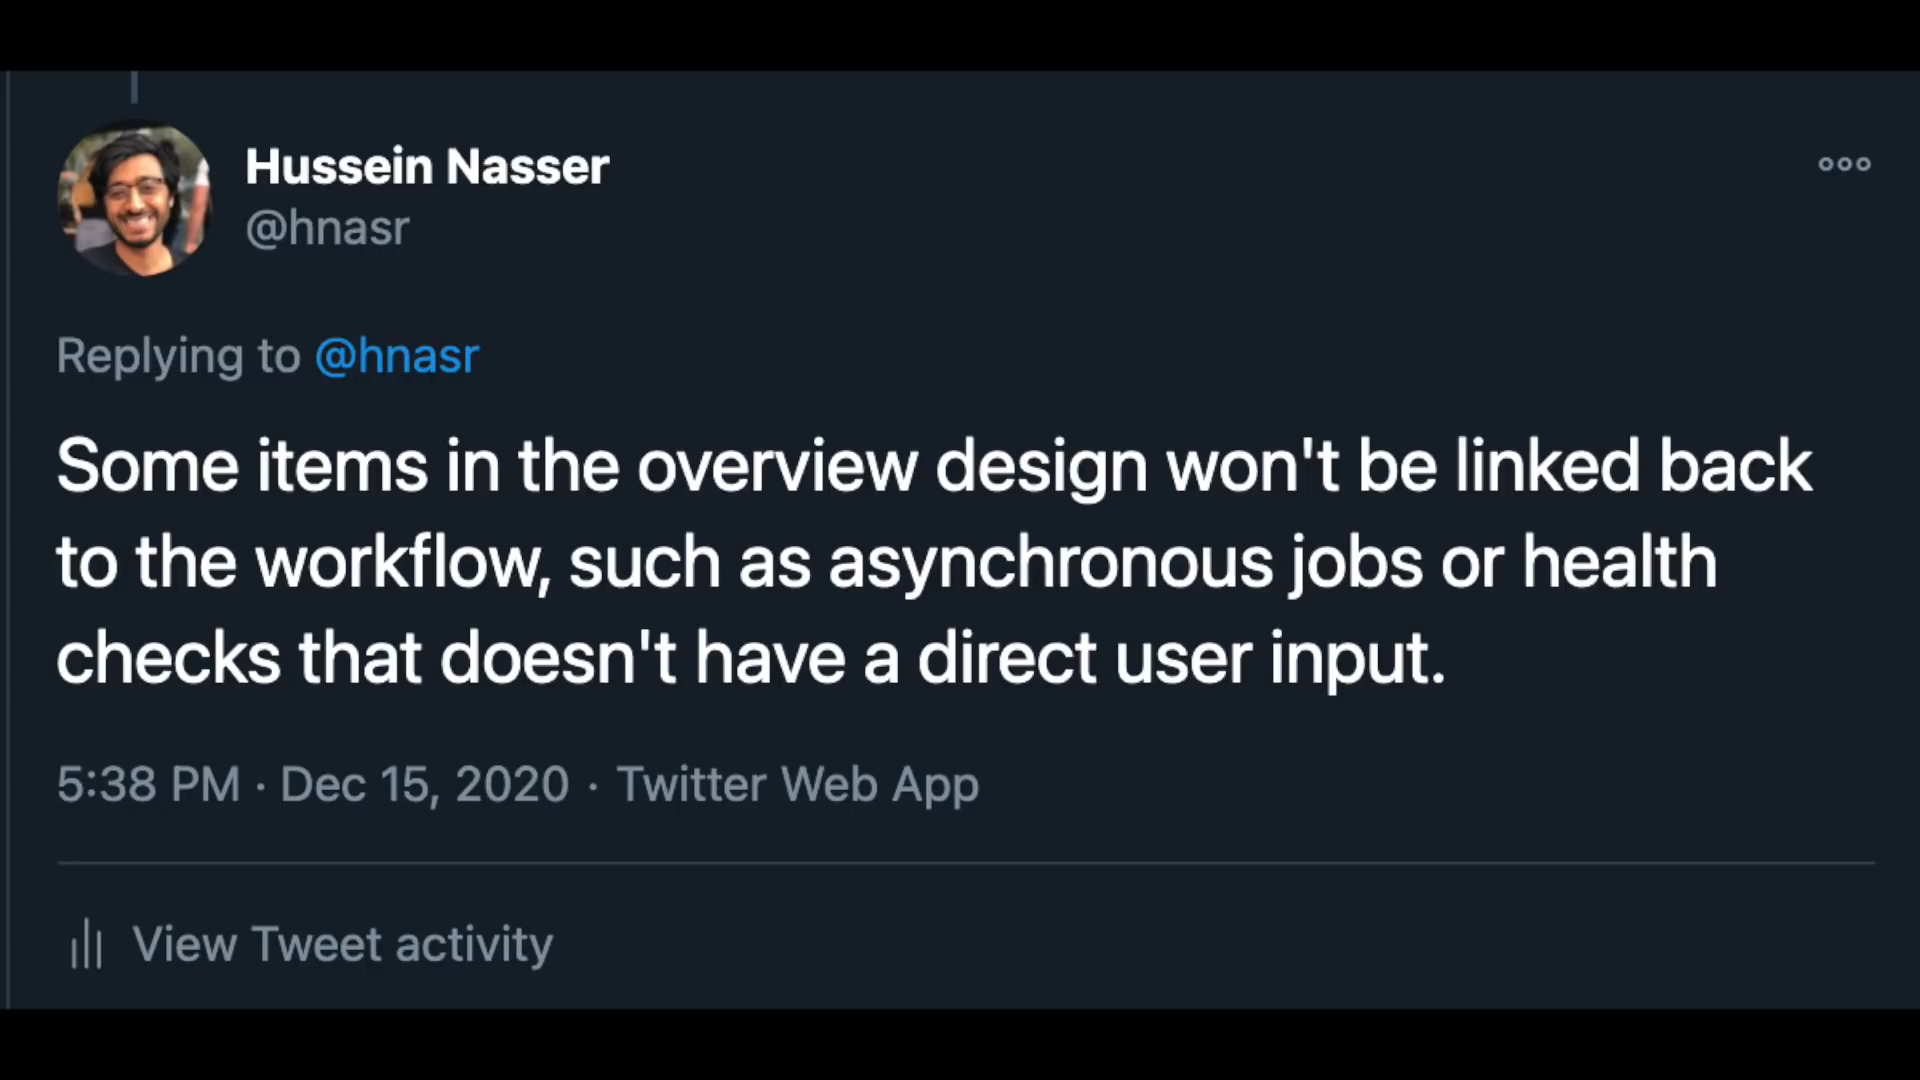 Hussein Nasser
@hnasr
Replying to @hnasr
Some items in the overview design won't be linked back
to the workflow, such as asynchronous jobs or health
checks that doesn't have a direct user input.
5:38 PM · Dec 15, 2020 · Twitter Web App
View Tweet activity